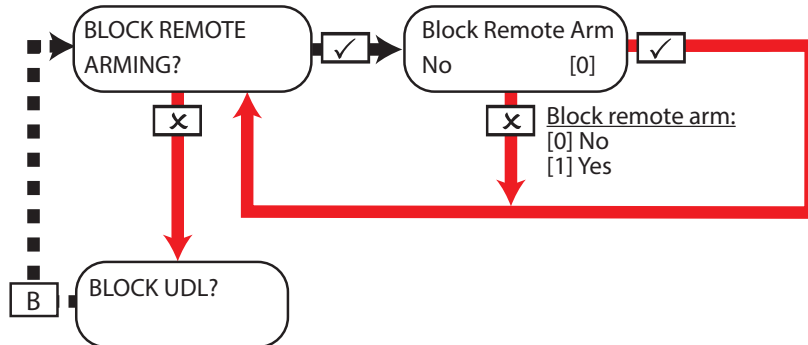 BLOCK REMOTE
ARMING?
✓
Block Remote Arm
No [0]
✓
x
x
Block remote arm:
[0] No
[1] Yes
BLOCK UDL?
B